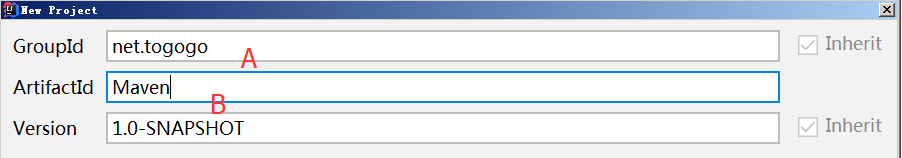 New Project
GroupId net.togogo Inherit
A
ArtifactId Maven
B
Version 1.0-SNAPSHOT Inherit